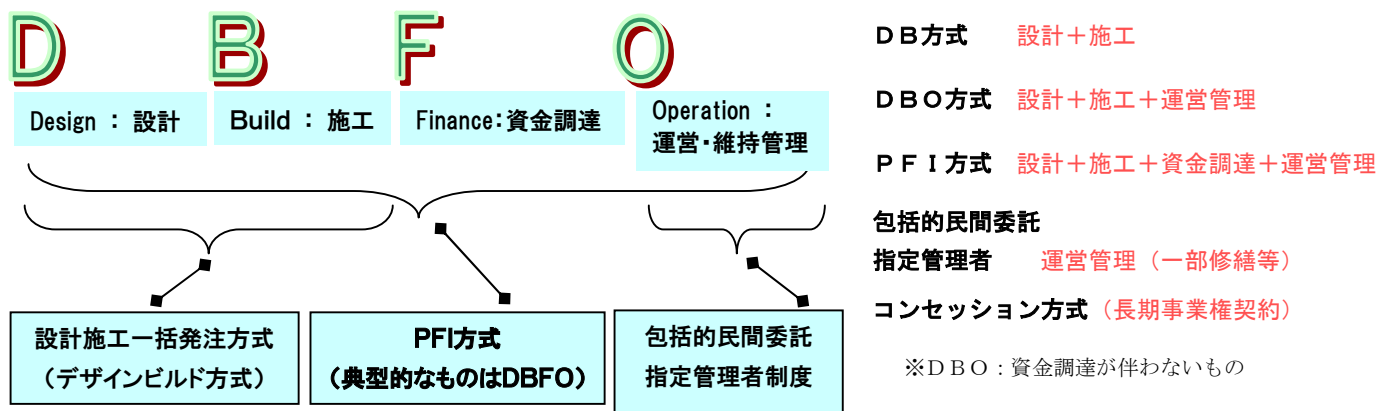 D B F O
Design : 設計
Build : 施工
Finance:資金調達
Operation :
運営・維持管理
設計施工一括発注方式
(デザインビルド方式)
PFI方式
(典型的なものはDBFO)
包括的民間委託
指定管理者制度
DB方式 設計+施工
DBO方式 設計+施工+運営管理
PFI方式 設計+施工+資金調達+運営管理
包括的民間委託
指定管理者 運営管理(一部修繕等)
コンセッション方式(長期事業権契約)
※DBO:資金調達が伴わないもの